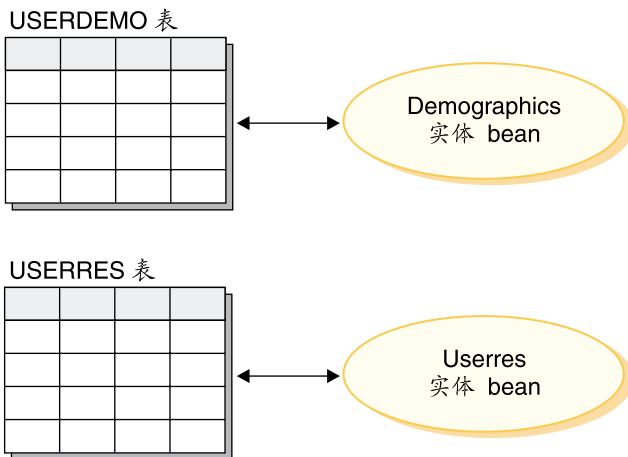 USERDEMO 表
Demographics
实体 bean
USERRES 表
Userres
实体 bean